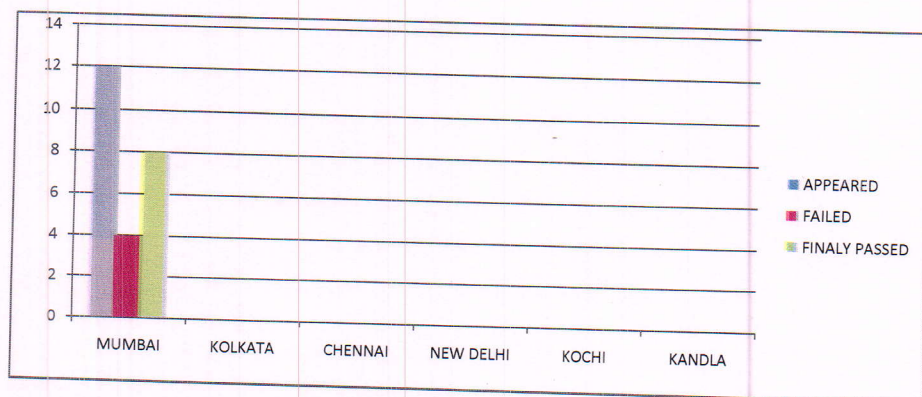 14
12
10
8
6
4
2
0
MUMBAI KOLKATA CHENNAI NEW DELHI KOCHI KANDLA
APPEARED
FAILED
FINALY PASSED